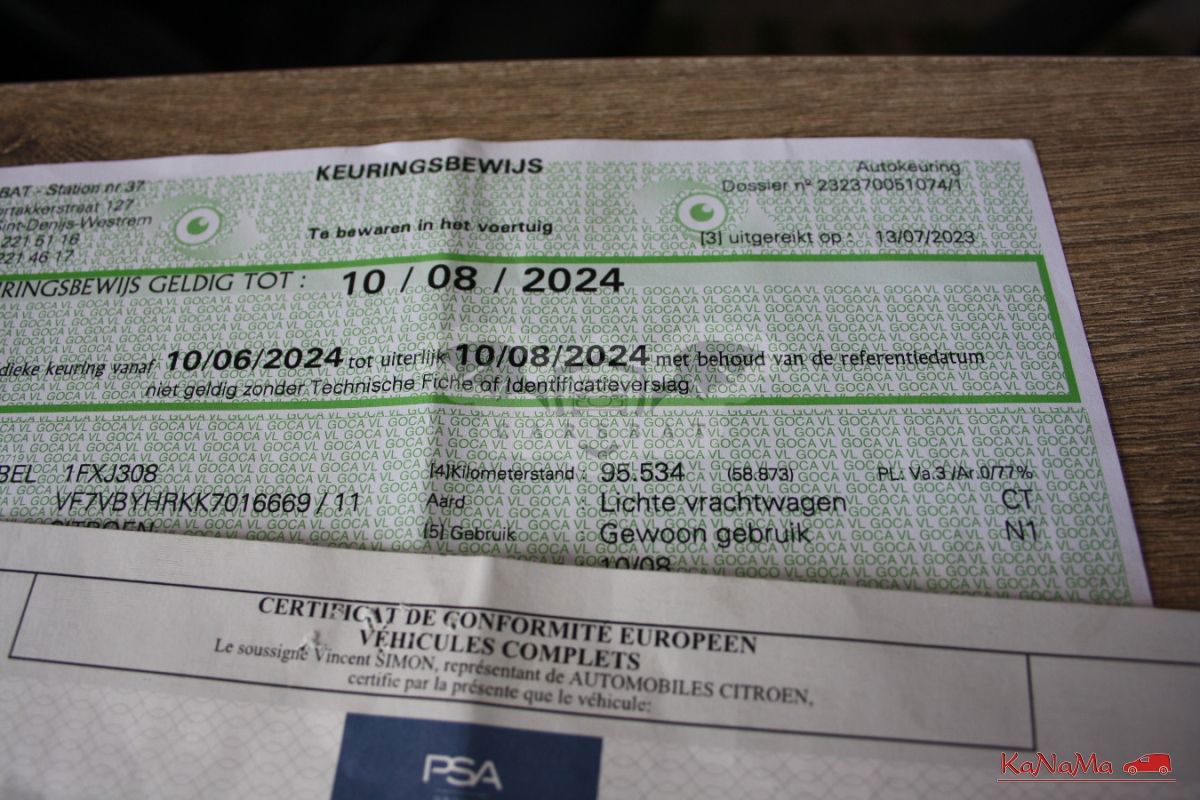 KEURINGSBEWIJS
Autokeuring
BAT - Station nr 37
Dossier n° 232370051074/1
rtakkerstraat 127
int-Denijs-Westrem
Te bewaren in het voertuig
221 51 16
[3] uitgereikt op : 13/07/2023
221 46 17
RINGSBEWIJS GELDIG TOT : 10 / 08 / 2024
dieke keuring vanaf 10/06/2024 tot uiterlijk 10/08/2024 met behoud van de referentiedatum
niet geldig zonder Technische Fiche of Identificatieverslag
BEL 1FXJ308 [4]Kilometerstand : 95.534 (58.873) PL: Va.3 /Ar.0/77%
VF7VBYHRKK7016669 / 11 Aard : Lichte vrachtwagen CT
CITROEN [5] Gebruik : Gewoon gebruik N1
10/08
CERTIFICAT DE CONFORMITÉ EUROPEEN
VÉHICULES COMPLETS
Le soussigné Vincent SIMON, représentant de AUTOMOBILES CITROEN,
certifie par la présente que le véhicule:
PSA
KaNaMa